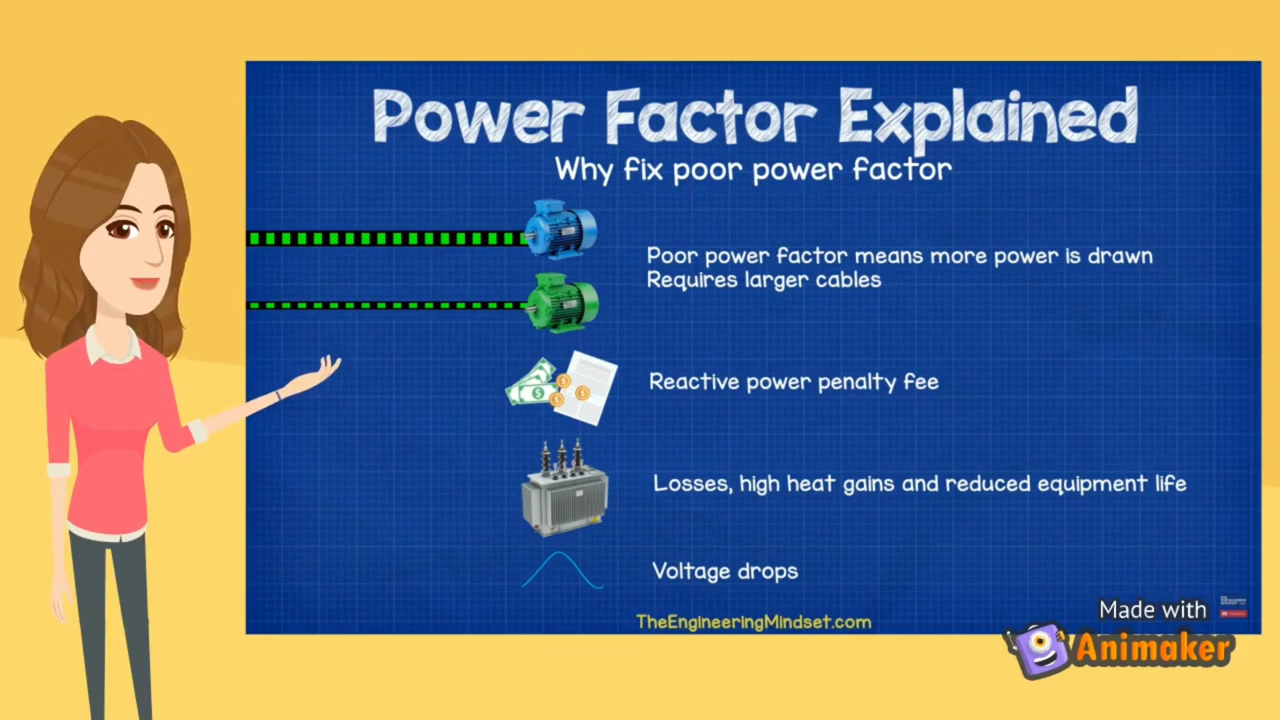 Power Factor Explained
Why fix poor power factor
Poor power factor means more power is drawn
Requires larger cables
Reactive power penalty fee
Losses, high heat gains and reduced equipment life
Voltage drops
TheEngineeringMindset.com
Made with
Animaker